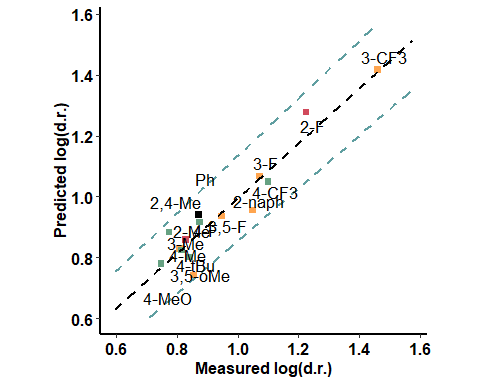 1.6
1.4
1.2
1.0
0.8
0.6
Predicted log(d.r.)
3-CF3
2-F
3-F
Ph
4-CF3
2,4-Me
2-naph
2-Me
3,5-F
3-Me
4-Me
4-tBu
3,5-oMe
4-MeO
0.6 0.8 1.0 1.2 1.4 1.6
Measured log(d.r.)